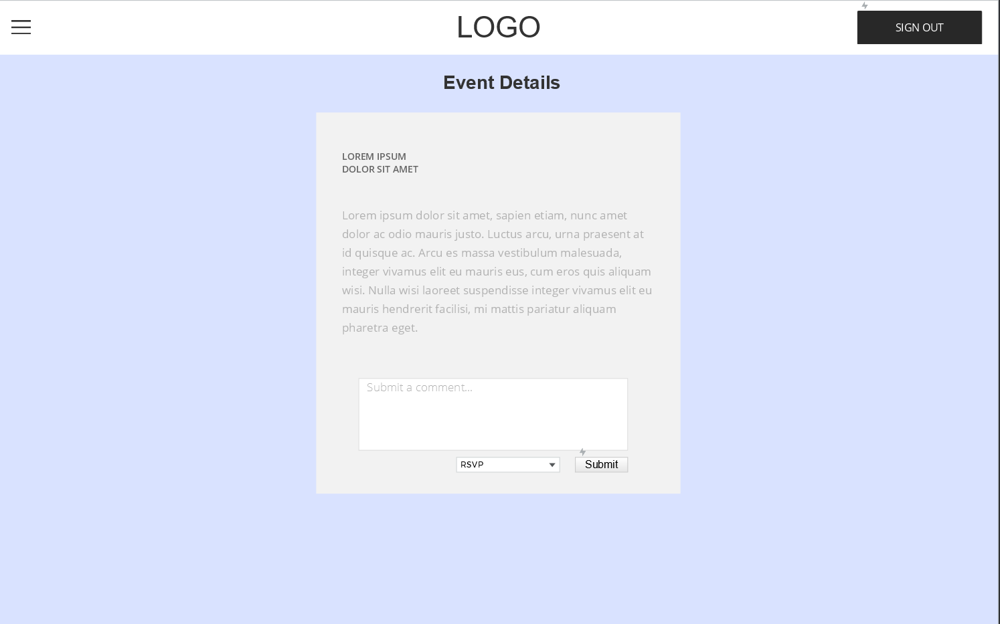 LOGO
SIGN OUT
Event Details
LOREM IPSUM
DOLOR SIT AMET
Lorem ipsum dolor sit amet, sapien etiam, nunc amet
dolor ac odio mauris justo. Luctus arcu, urna praesent at
id quisque ac. Arcu es massa vestibulum malesuada,
integer vivamus elit eu mauris eus, cum eros quis aliquam
wisi. Nulla wisi laoreet suspendisse integer vivamus elit eu
mauris hendrerit facilisi, mi mattis pariatur aliquam
pharetra eget.
Submit a comment...
RSVP
Submit